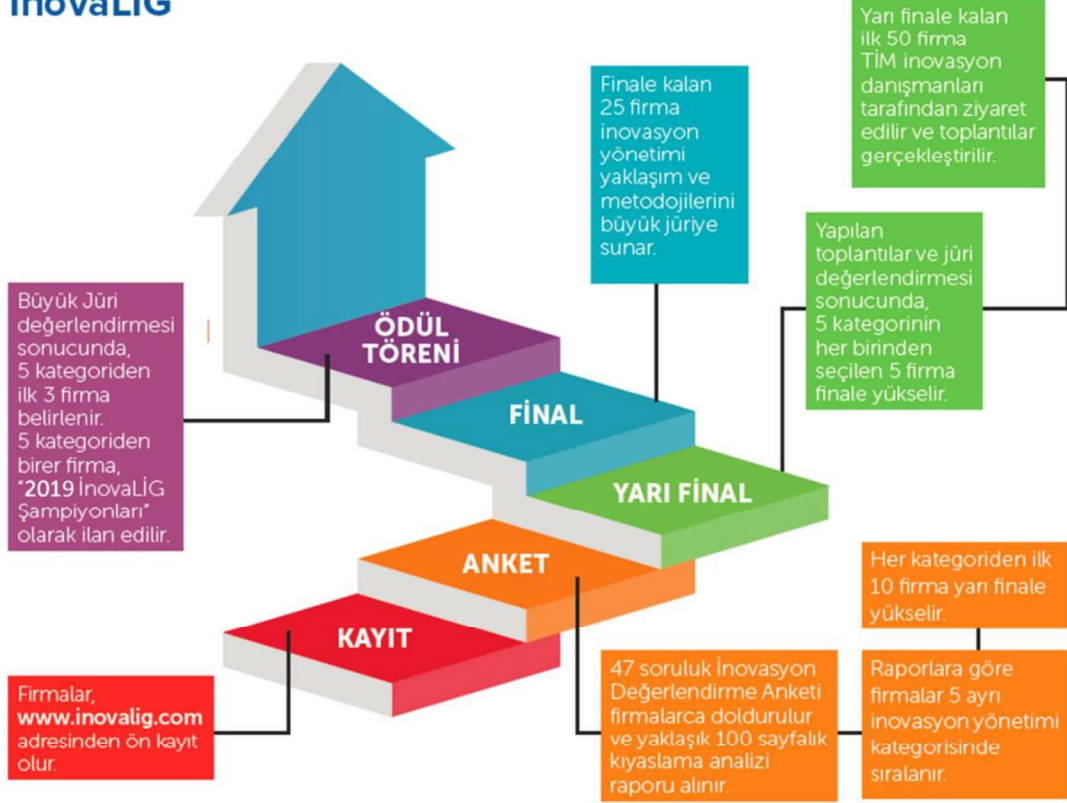 İnovaLİG
Yarı finale kalan
ilk 50 firma
TİM inovasyon
danışmanları
tarafından ziyaret
edilir ve toplantılar
gerçekleştirilir.
Finale kalan
25 firma
inovasyon
yönetimi
yaklaşım ve
metodojilerini
büyük jüriye
sunar.
Yapılan
toplantılar ve jüri
değerlendirmesi
sonucunda,
5 kategorinin
her birinden
seçilen 5 firma
finale yükselir.
Büyük Jüri
değerlendirmesi
sonucunda,
5 kategoriden
ilk 3 firma
belirlenir.
5 kategoriden
birer firma,
"2019 İnovaLİG
Şampiyonları"
olarak ilan edilir.
ÖDÜL
TÖRENİ
FİNAL
YARI FİNAL
ANKET
KAYIT
Her kategoriden ilk
10 firma yarı finale
yükselir.
Firmalar,
www.inovalig.com
adresinden ön kayıt
olur.
47 soruluk İnovasyon
Değerlendirme Anketi
firmalarca doldurulur
ve yaklaşık 100 sayfalık
kıyaslama analizi
raporu alınır.
Raporlara göre
firmalar 5 ayrı
inovasyon yönetimi
kategorisinde
sıralanır.